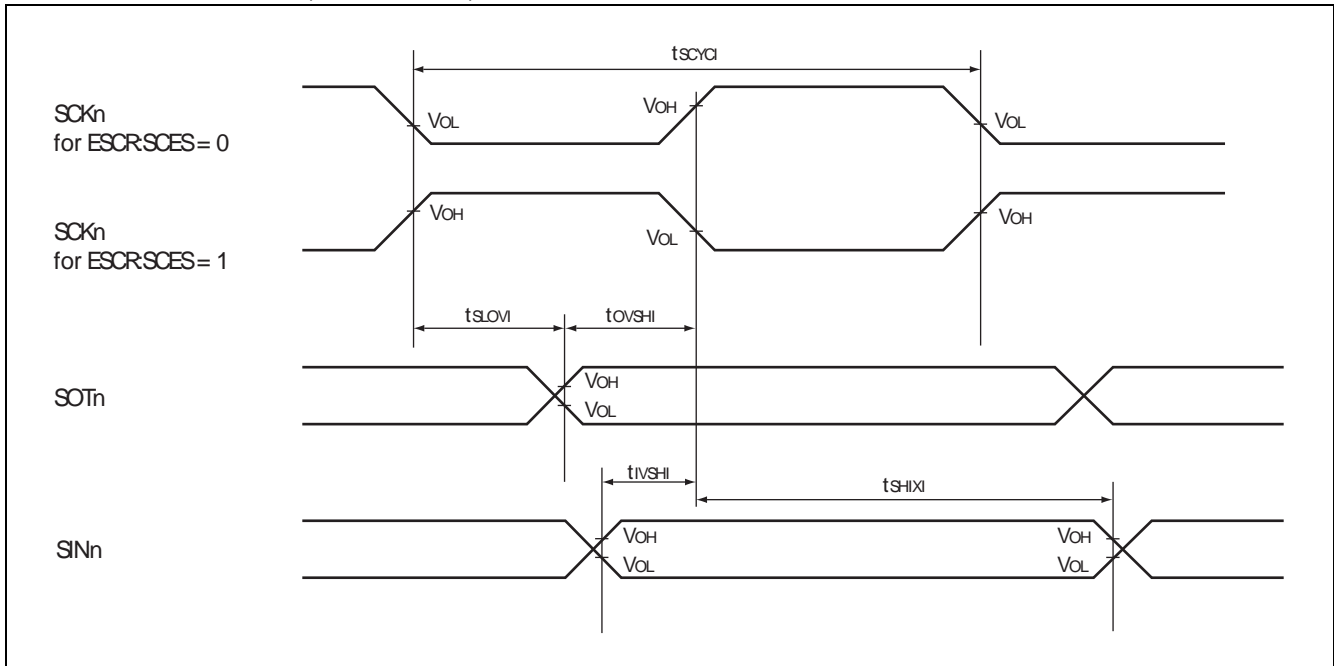 tSCYCI
SCKn
for ESCR:SCES = 0
VOL
VOH
VOL
SCKn
for ESCR:SCES = 1
VOH
VOL
VOH
tSLOVI
tOVSHI
SOTn
VOH
VOL
tIVSHI
tSHIXI
SINn
VOH
VOH
VOL
VOL